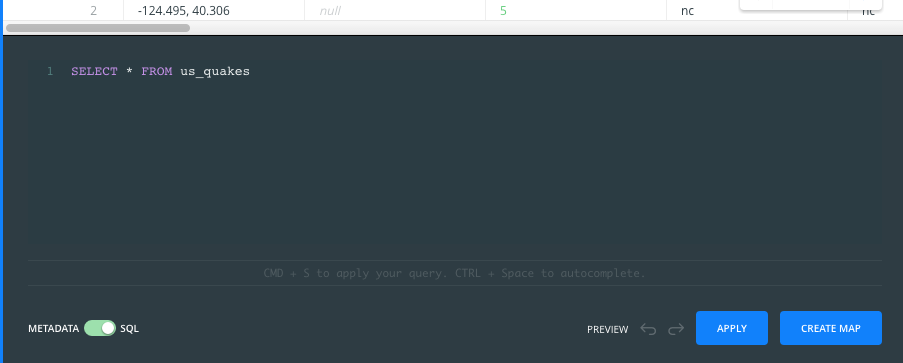 2 -124.495, 40.306 null 5 nc nc
1 SELECT * FROM us_quakes
CMD + S to apply your query. CTRL + Space to autocomplete.
METADATA SQL PREVIEW APPLY CREATE MAP